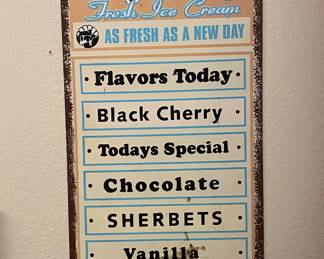 Fresh Ice Cream
AS FRESH AS A NEW DAY
· Flavors Today ·
· Black Cherry ·
· Todays Special ·
· Chocolate ·
· SHERBETS ·
· Vanilla ·